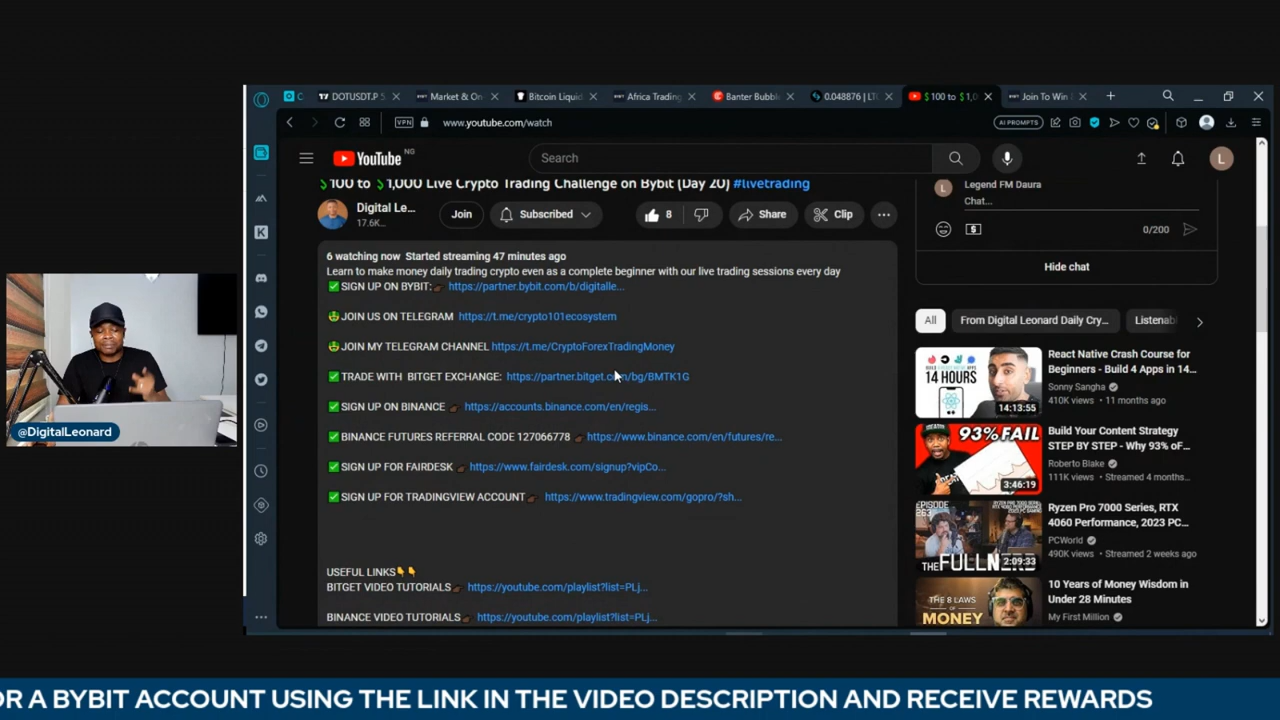 DOTUSDT.P 5
Market & On
Bitcoin Liquid
Africa Trading
Banter Bubbl
0.048876 | LT
$ 100 to $ 1,0
Join To Win
VPN
www.youtube.com/watch
AI PROMPTS
YouTube NG
Search
L
$100 to $1,000 Live Crypto Trading Challenge on Bybit (Day 20) #livetrading
Digital Le...
17.6K...
Join
Subscribed
8
Share
Clip
6 watching now Started streaming 47 minutes ago
Learn to make money daily trading crypto even as a complete beginner with our live trading sessions every day
✅SIGN UP ON BYBIT: https://partner.bybit.com/b/digitalle...
🤑JOIN US ON TELEGRAM https://t.me/crypto101ecosystem
🤑JOIN MY TELEGRAM CHANNEL https://t.me/CryptoForexTradingMoney
✅TRADE WITH BITGET EXCHANGE: https://partner.bitget.com/bg/BMTK1G
✅SIGN UP ON BINANCE https://accounts.binance.com/en/regis...
✅BINANCE FUTURES REFERRAL CODE 127066778 https://www.binance.com/en/futures/re...
✅SIGN UP FOR FAIRDESK https://www.fairdesk.com/signup?vipCo...
✅SIGN UP FOR TRADINGVIEW ACCOUNT https://www.tradingview.com/gopro/?sh...
USEFUL LINKS👇👇
BITGET VIDEO TUTORIALS https://youtube.com/playlist?list=PLj...
BINANCE VIDEO TUTORIALS https://youtube.com/playlist?list=PLj...
L
Legend FM Daura
Chat...
0/200
Hide chat
All
From Digital Leonard Daily Cry...
Listenab
BUILD YOUR
APPS IN
14 HOURS
14:13:55
React Native Crash Course for
Beginners - Build 4 Apps in 14...
Sonny Sangha
410K views • 11 months ago
93% FAIL
3:46:19
Build Your Content Strategy
STEP BY STEP - Why 93% oF...
Roberto Blake
111K views • Streamed 4 months...
EPISODE
263
THE FULLNERD
2:09:33
Ryzen Pro 7000 Series, RTX
4060 Performance, 2023 PC...
PCWorld
490K views • Streamed 2 weeks ago
THE 8 LAWS
OF
MONEY
10 Years of Money Wisdom in
Under 28 Minutes
My First Million
@DigitalLeonard
OR A BYBIT ACCOUNT USING THE LINK IN THE VIDEO DESCRIPTION AND RECEIVE REWARDS